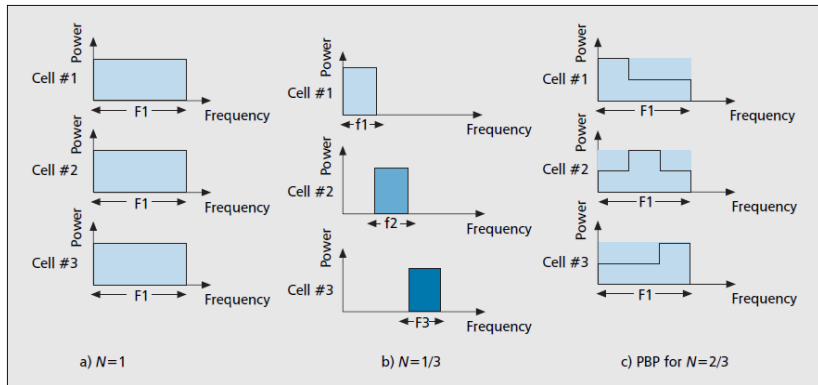 Power
Cell #1
F1
Frequency
Power
Cell #2
F1
Frequency
Power
Cell #3
F1
Frequency
a) N=1
Power
Cell #1
f1
Frequency
Power
Cell #2
f2
Frequency
Power
Cell #3
F3
Frequency
b) N=1/3
Power
Cell #1
F1
Frequency
Power
Cell #2
F1
Frequency
Power
Cell #3
F1
Frequency
c) PBP for N=2/3